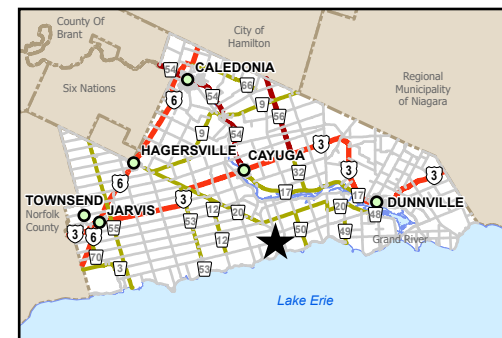 County Of
Brant
City of
Hamilton
Six Nations
Regional
Municipality
of Niagara
54
CALEDONIA
6
54
66
9
56
9
54
3
HAGERSVILLE
CAYUGA
32
3
3
6
3
17
17
TOWNSEND
Norfolk
County
JARVIS
DUNNVILLE
53
12
20
20
48
3
6
55
12
50
49
Grand River
70
3
53
Lake Erie